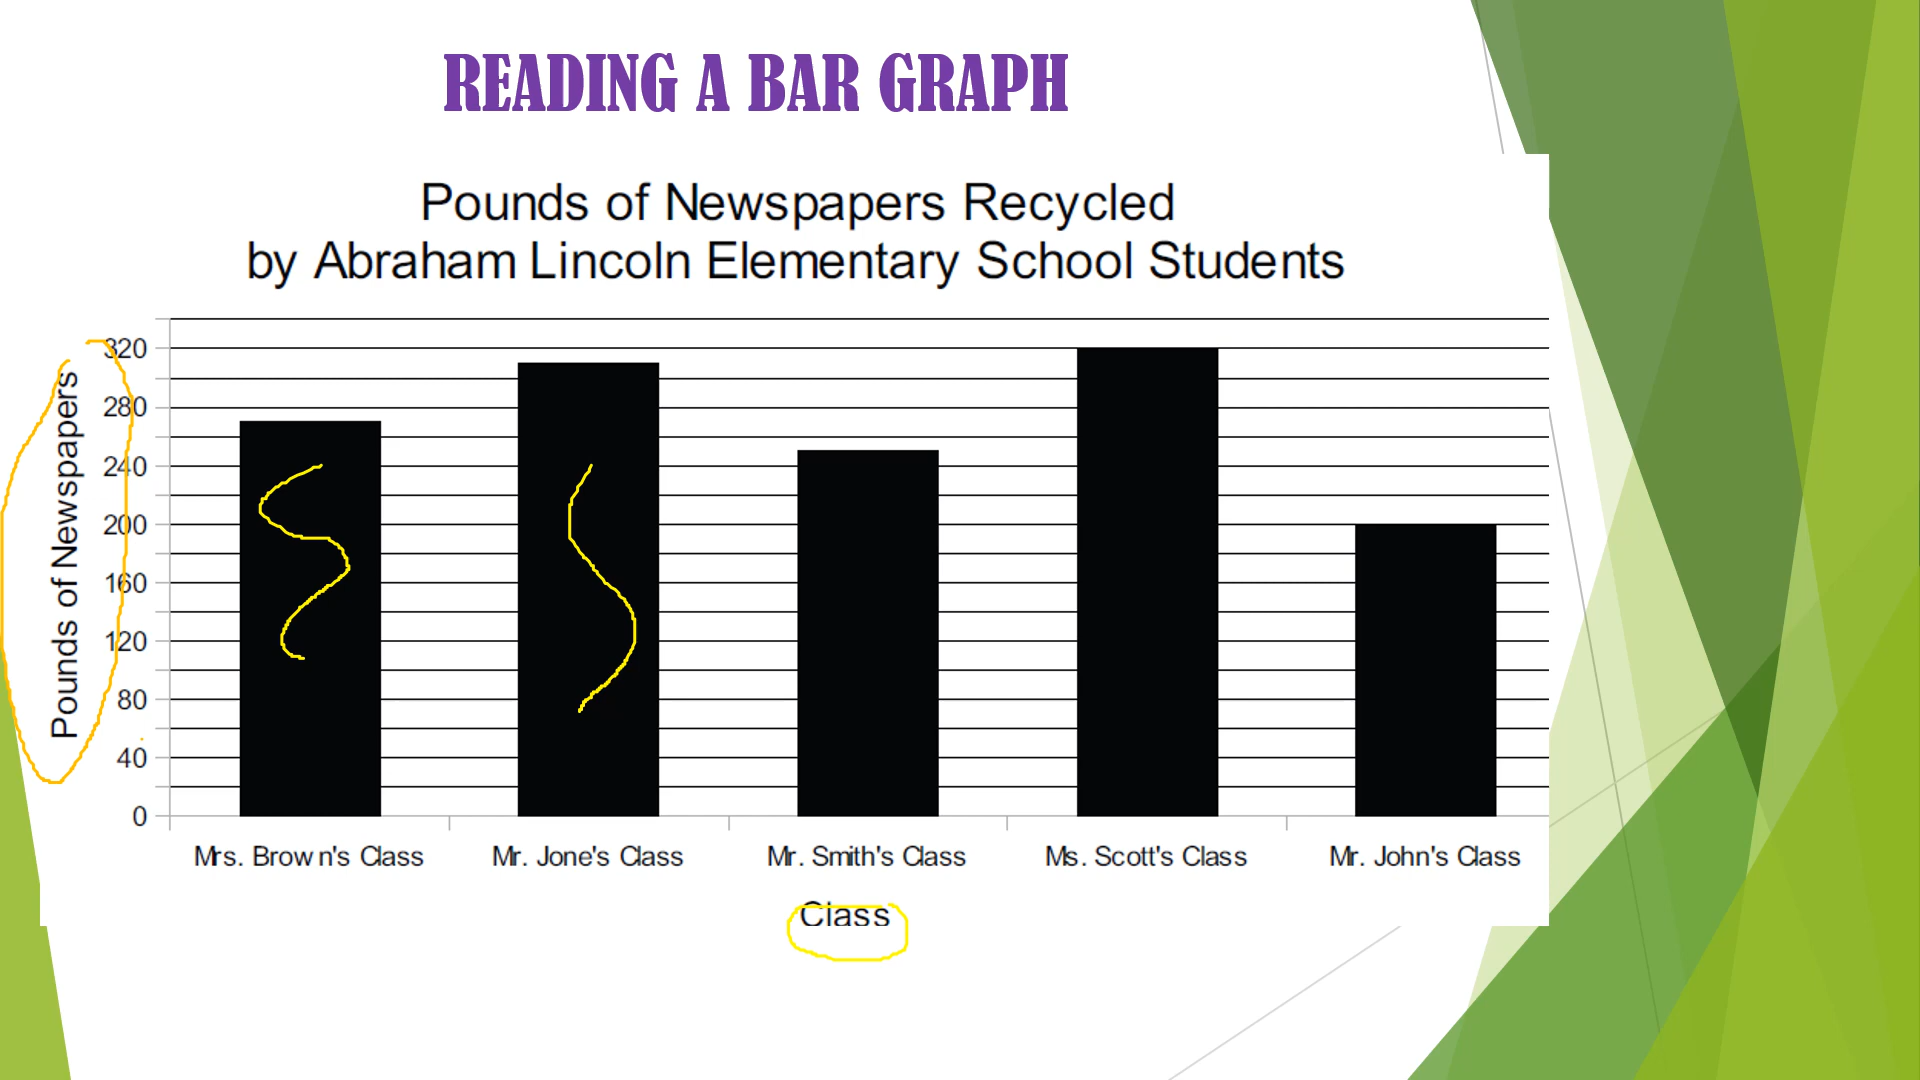 READING A BAR GRAPH
Pounds of Newspapers Recycled
by Abraham Lincoln Elementary School Students
Pounds of Newspapers
320
280
240
200
160
120
80
40
0
Mrs. Brown's Class Mr. Jone's Class Mr. Smith's Class Ms. Scott's Class Mr. John's Class
Class